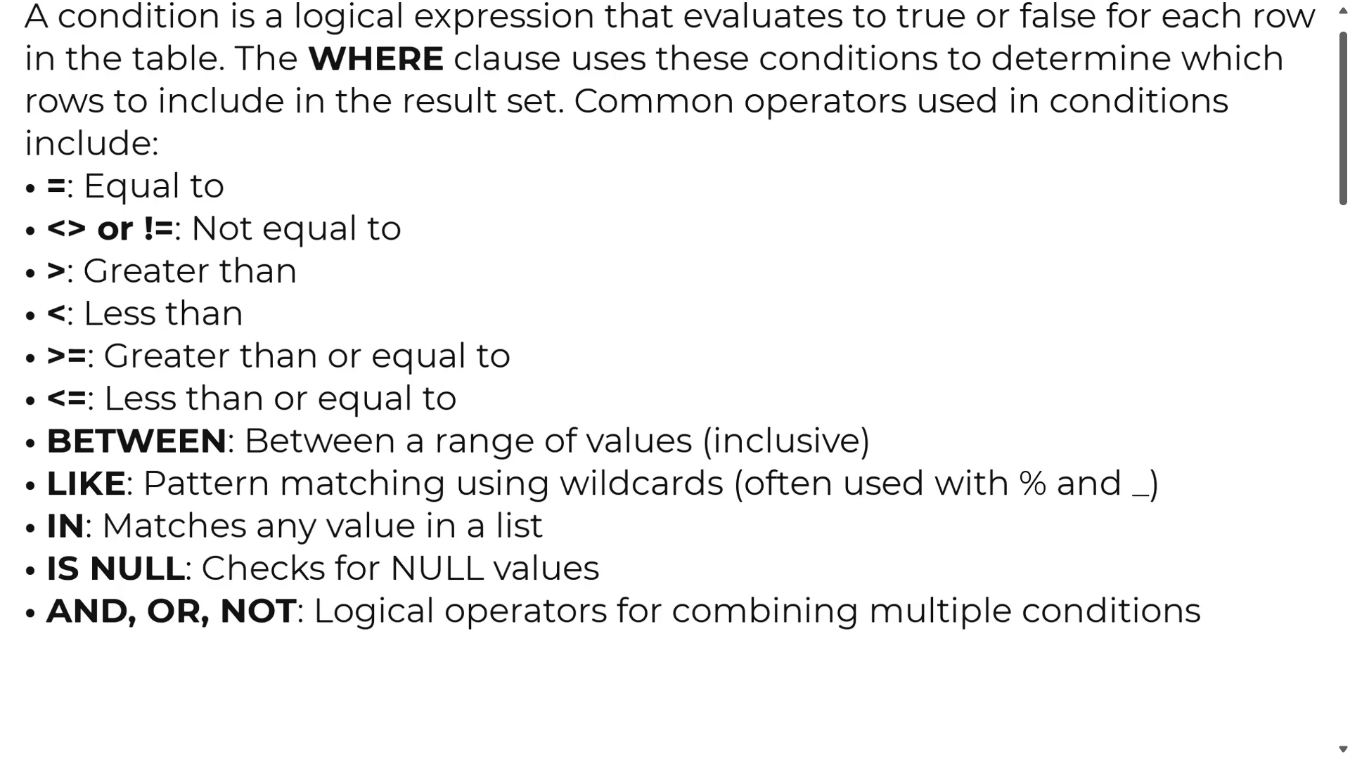 A condition is a logical expression that evaluates to true or false for each row
in the table. The WHERE clause uses these conditions to determine which
rows to include in the result set. Common operators used in conditions
include:
• =: Equal to
• <> or !=: Not equal to
• >: Greater than
• <: Less than
• >=: Greater than or equal to
• <=: Less than or equal to
• BETWEEN: Between a range of values (inclusive)
• LIKE: Pattern matching using wildcards (often used with % and _)
• IN: Matches any value in a list
• IS NULL: Checks for NULL values
• AND, OR, NOT: Logical operators for combining multiple conditions